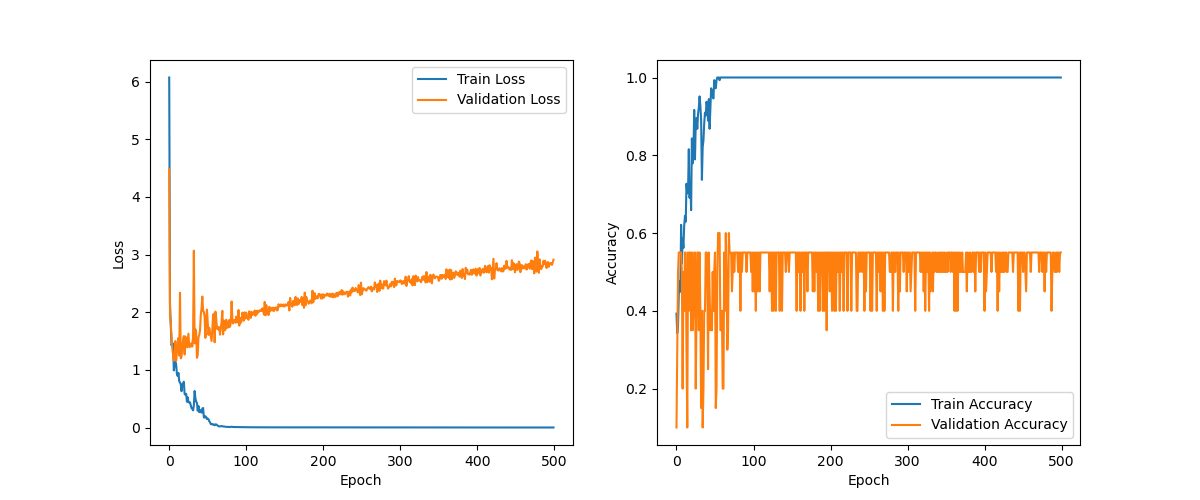 Train Loss
Validation Loss
6
5
4
3
2
1
0
Loss
0 100 200 300 400 500
Epoch
1.0
0.8
0.6
0.4
0.2
Accuracy
Train Accuracy
Validation Accuracy
0 100 200 300 400 500
Epoch